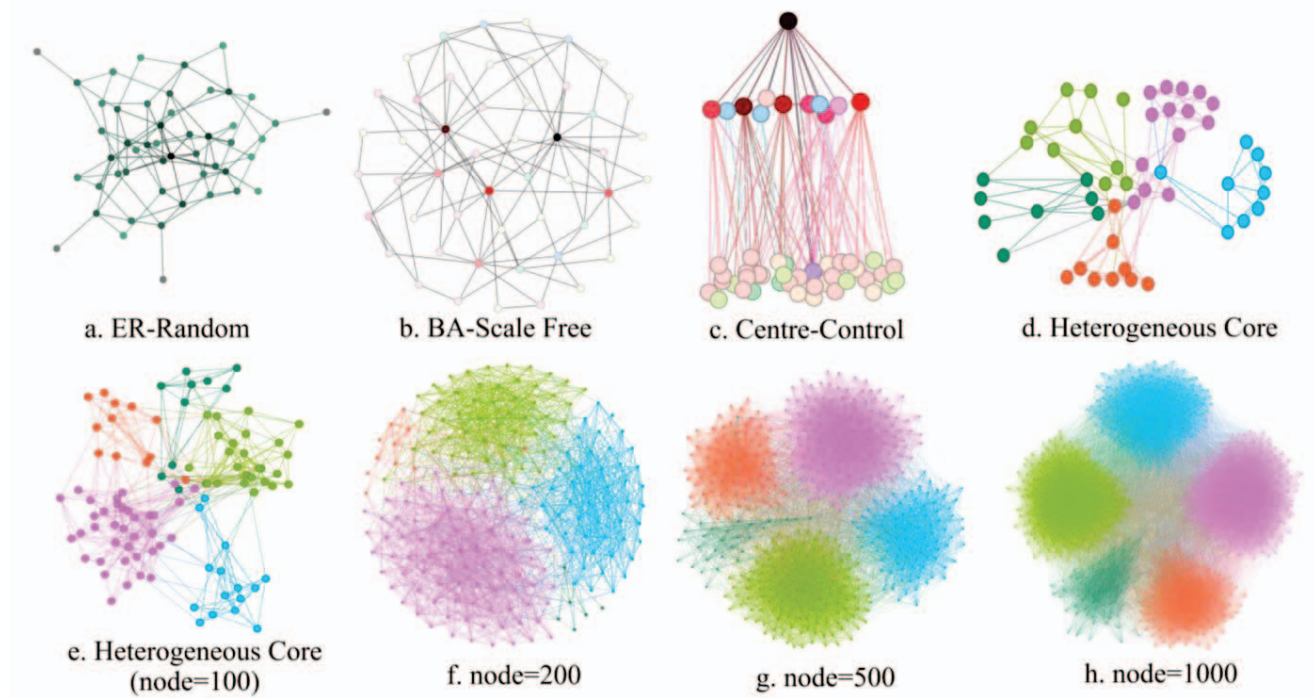 a. ER-Random
b. BA-Scale Free
c. Centre-Control
d. Heterogeneous Core
e. Heterogeneous Core
(node=100)
f. node=200
g. node=500
h. node=1000